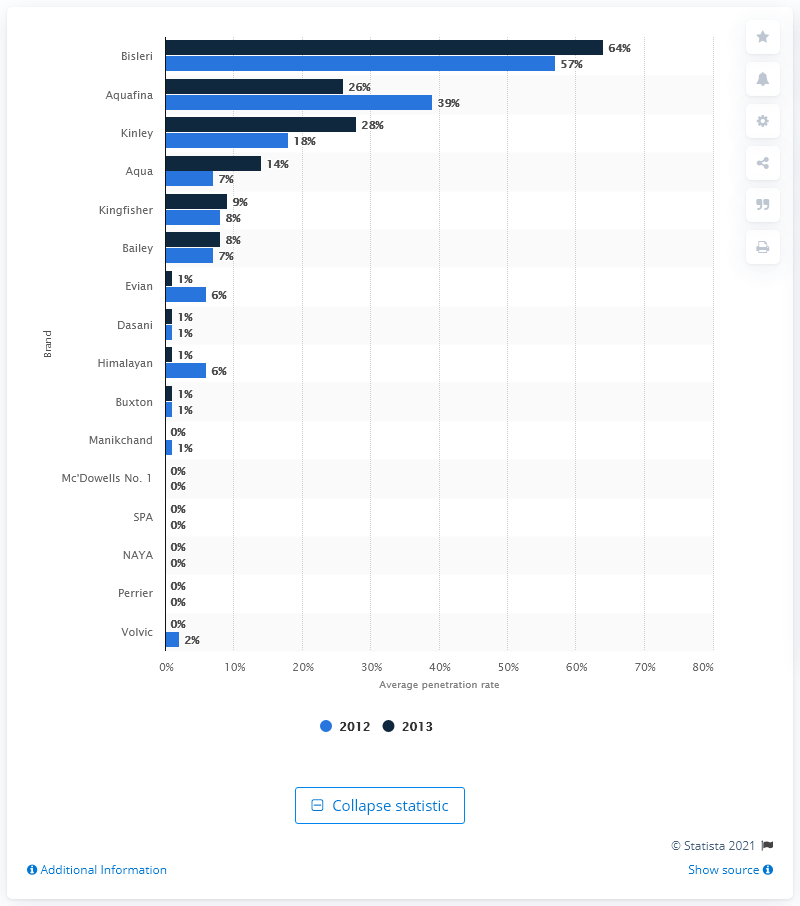 Bisleri
64%
57%
Aquafina
26%
39%
Kinley
28%
18%
Aqua
14%
7%
Kingfisher
9%
8%
Bailey
8%
7%
Evian
1%
6%
Dasani
1%
1%
Himalayan
1%
6%
Buxton
1%
1%
Manikchand
0%
1%
Mc'Dowells No. 1
0%
0%
SPA
0%
0%
NAYA
0%
0%
Perrier
0%
0%
Volvic
0%
2%
Brand
0% 10% 20% 30% 40% 50% 60% 70% 80%
Average penetration rate
2012 2013
Collapse statistic
© Statista 2021
Additional Information
Show source